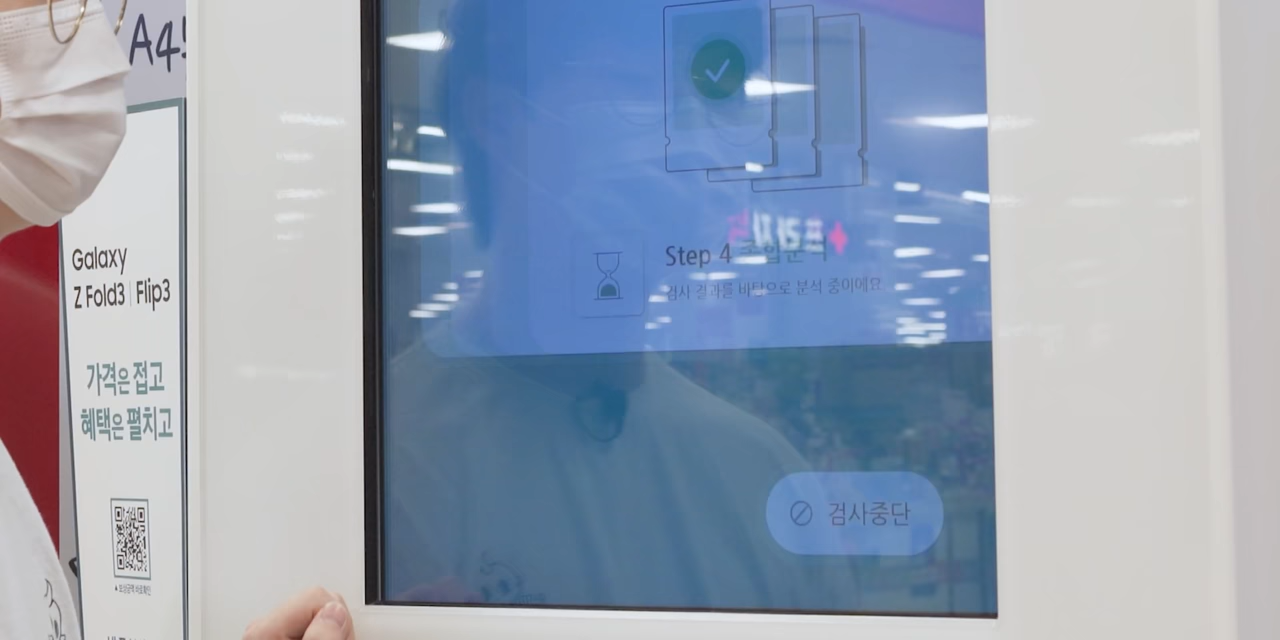 A45
Galaxy
Z Fold3 | Flip3
가격은 접고
혜택은 펼치고
Step 4 종합분석
검사 결과를 바탕으로 분석 중이에요
검사중단